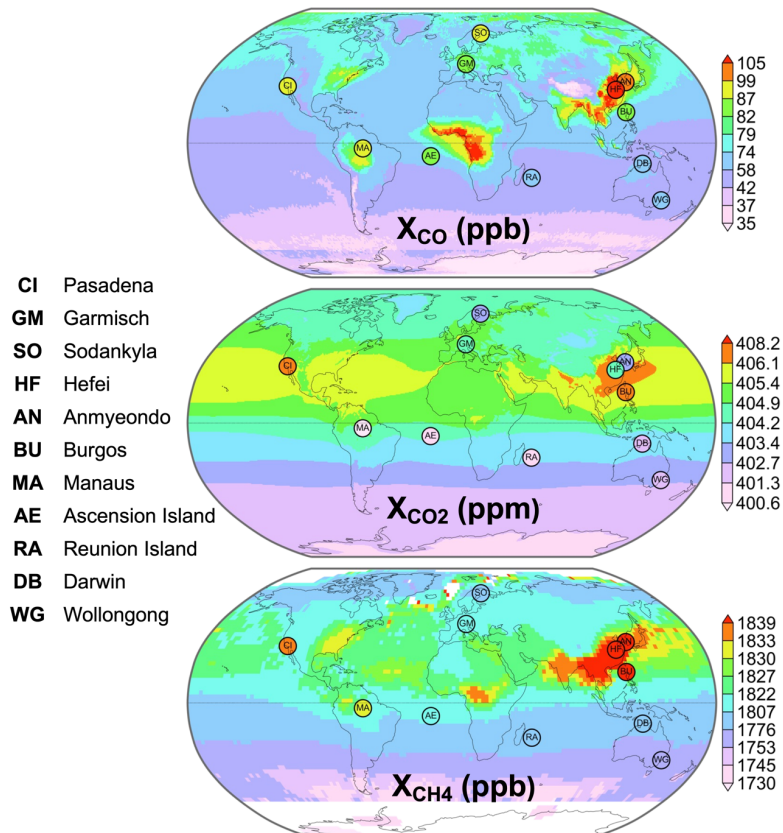 SO
GM
CI
AN
HF
BU
MA
AE
RA
DB
WG
X_CO (ppb)
105
99
87
82
79
74
58
42
37
35
CI Pasadena
GM Garmisch
SO Sodankyla
HF Hefei
AN Anmyeondo
BU Burgos
MA Manaus
AE Ascension Island
RA Reunion Island
DB Darwin
WG Wollongong
SO
GM
CI
AN
HF
BU
MA
AE
RA
DB
WG
X_CO2 (ppm)
408.2
406.1
405.4
404.9
404.2
403.4
402.7
401.3
400.6
SO
GM
CI
AN
HF
BU
MA
AE
RA
DB
WG
X_CH4 (ppb)
1839
1833
1830
1827
1822
1807
1776
1753
1745
1730